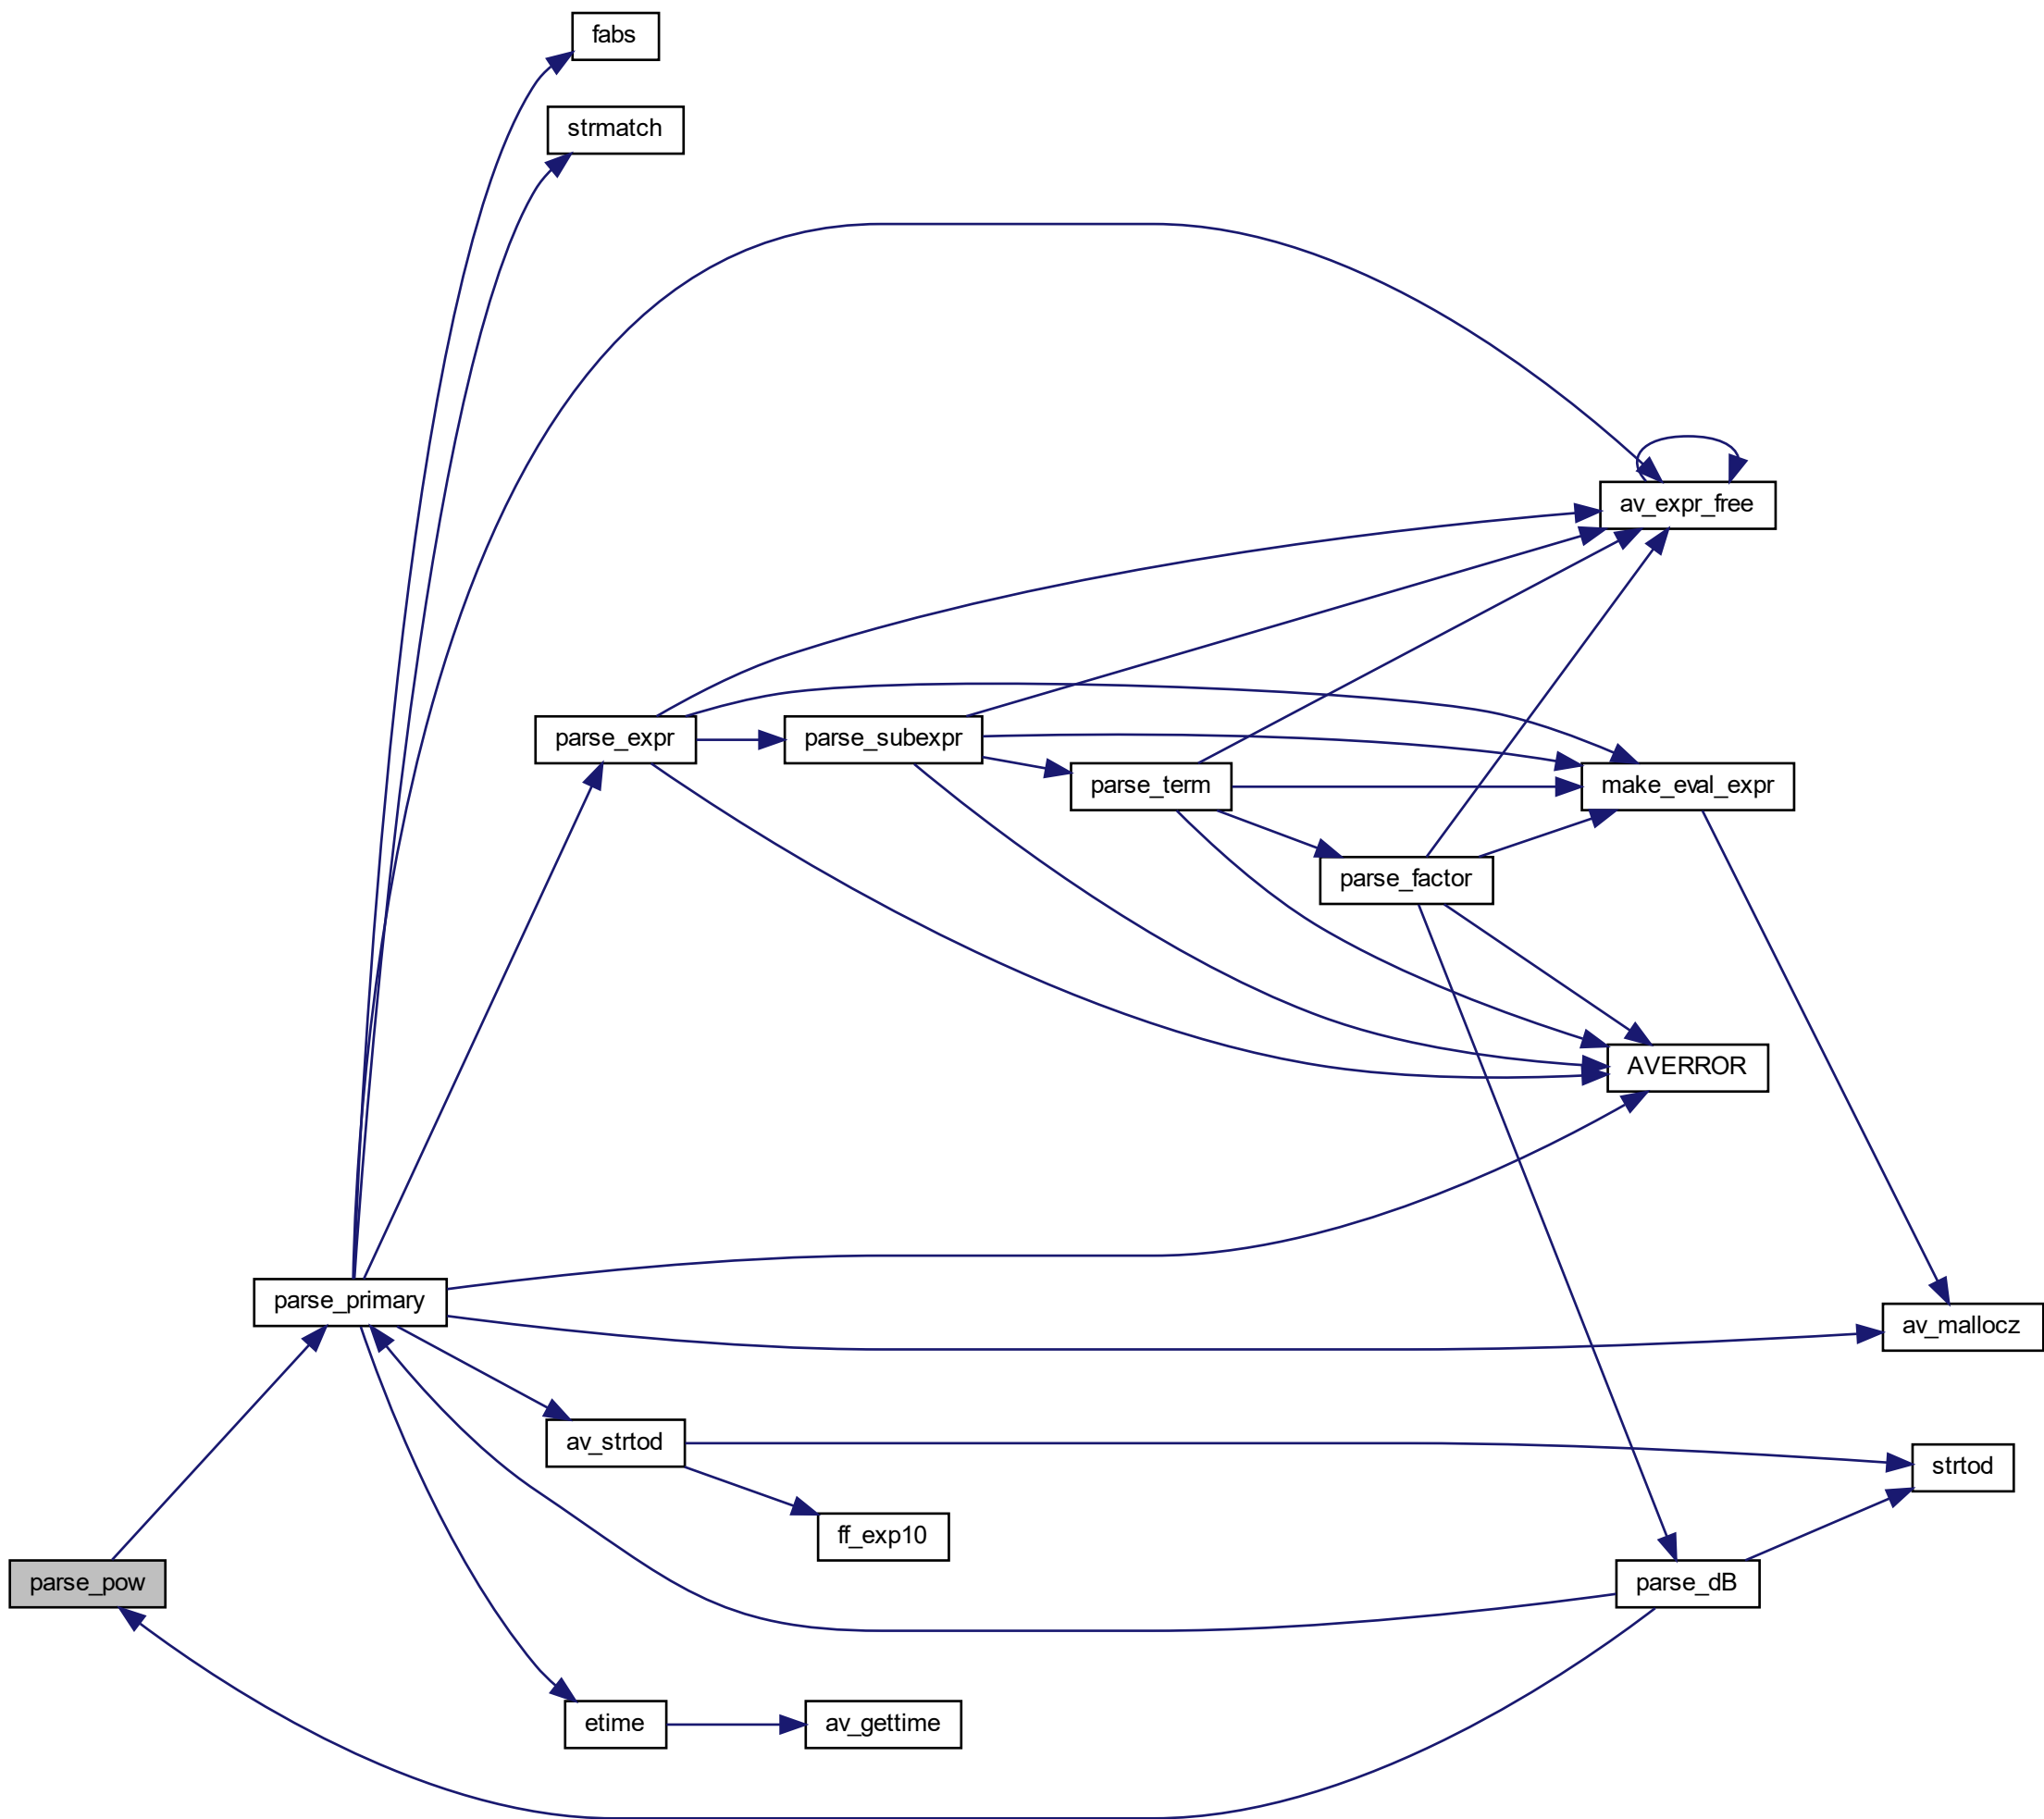 fabs
strmatch
av_expr_free
parse_expr
parse_subexpr
parse_term
make_eval_expr
parse_factor
AVERROR
parse_primary
av_mallocz
av_strtod
strtod
ff_exp10
parse_pow
parse_dB
etime
av_gettime